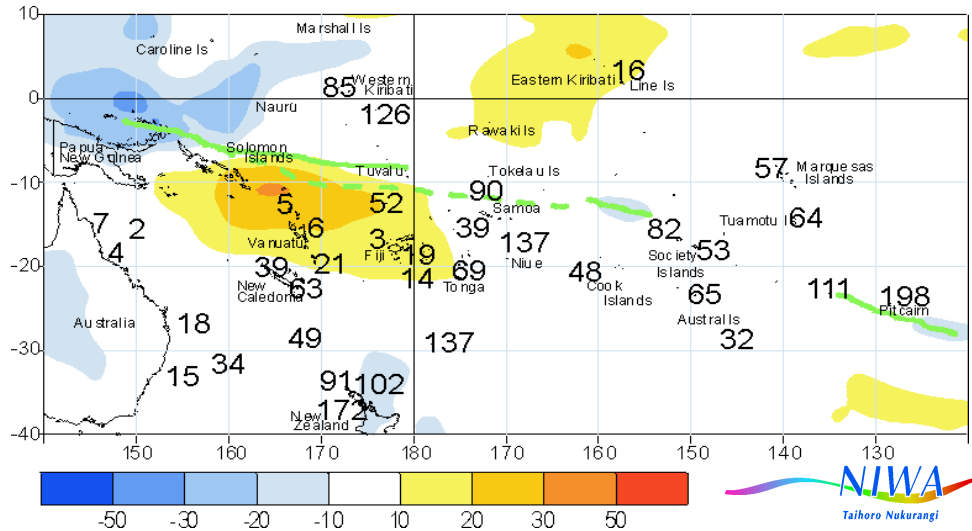 10
Marshall Is
Caroline Is
Western
Kiribati
85
126
Eastern Kiribati
16
Line Is
0
Nauru
Rawaki Is
Papua
New Guinea
Solomon
Islands
Tuvalu
Tokelau Is
57
Marquesas
Islands
-10
5
52
90
Samoa
7
2
6
39
82
Tuamotu Is
64
4
Vanuatu
3
Fiji
19
137
Niue
53
Society
Islands
39
21
14
69
Tonga
48
Cook
Islands
-20
New
Caledonia
63
65
111
198
Pitcairn
Australia
18
49
137
Austral Is
32
-30
15
34
91
102
172
New
Zealand
-40
150 160 170 180 170 160 150 140 130
-50 -30 -20 -10 10 20 30 50
NIWA
Taihoro Nukurangi